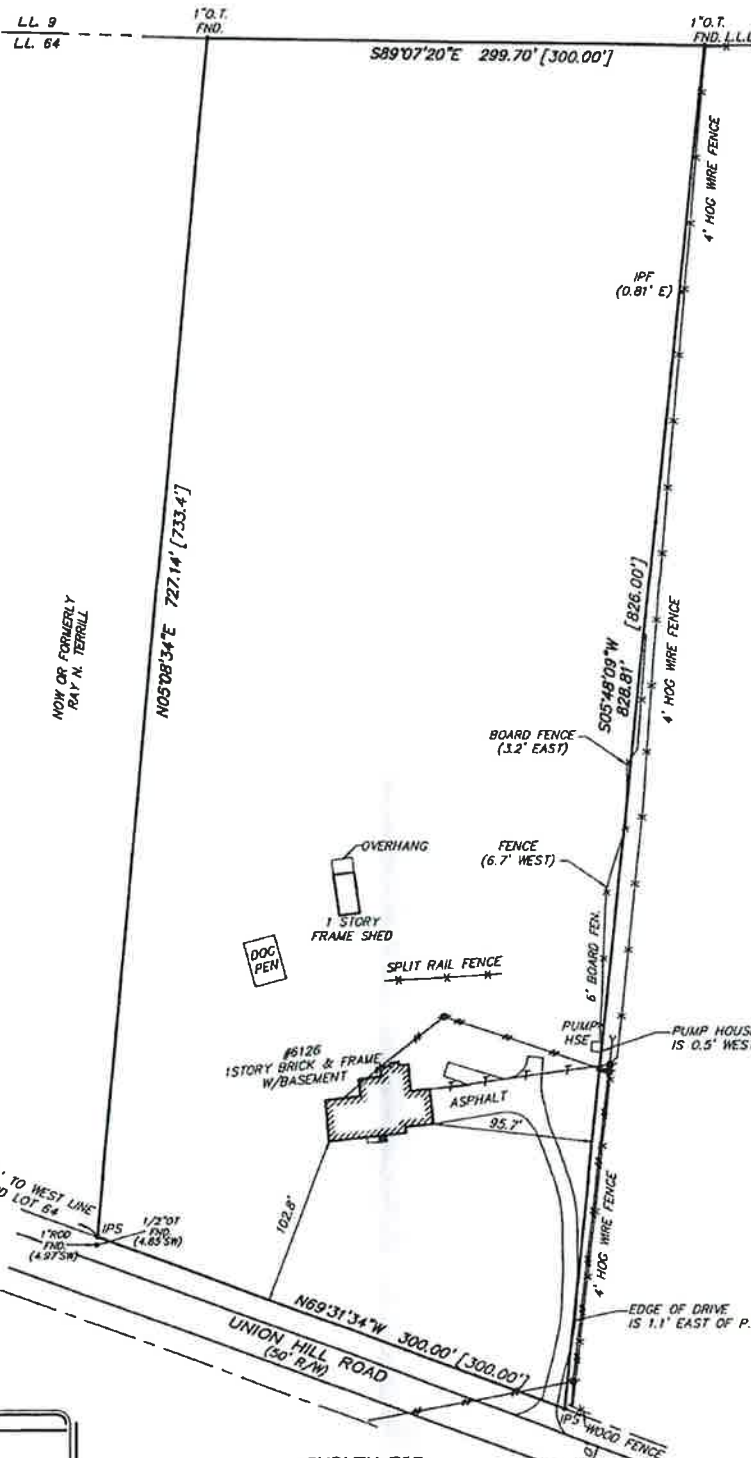 LL 9
LL. 64
1"O.T.
FND.
1"O.T.
FND. L.L.L
S89°07'20"E 299.70' [300.00']
4' HOG WIRE FENCE
IPF
(0.81' E)
N05°08'34"E 727.14' [733.4']
NOW OR FORMERLY
RAY N. TERRILL
S05°48'09"W [826.00']
828.81'
4' HOG WIRE FENCE
BOARD FENCE
(3.2' EAST)
OVERHANG
FENCE
(6.7' WEST)
1 STORY
FRAME SHED
DOG
PEN
SPLIT RAIL FENCE
6' BOARD FEN.
PUMP
HSE
PUMP HOUS
IS 0.5' WEST
#6126
1STORY BRICK & FRAME
W/BASEMENT
ASPHALT
95.7'
102.8'
' TO WEST LINE
D LOT 64
IPS
1"ROD
FND.
(4.97'SW)
1/2"OT
FND.
(4.85'SW)
4' HOG WIRE FENCE
N69°31'34"W 300.00' [300.00']
EDGE OF DRIVE
IS 1.1' EAST OF P.
UNION HILL ROAD
(50' R/W)
IPS
WOOD FENCE